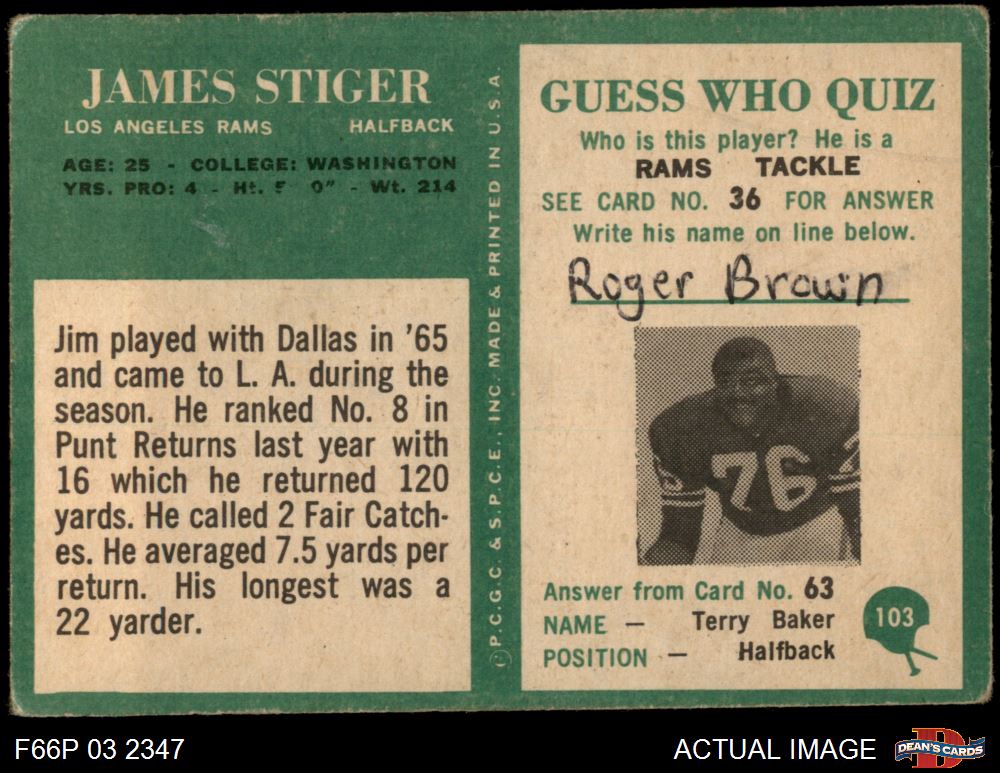 JAMES STIGER
LOS ANGELES RAMS HALFBACK
AGE: 25 - COLLEGE: WASHINGTON
YRS. PRO: 4 - Ht. 0" - Wt. 214
Jim played with Dallas in '65
and came to L. A. during the
season. He ranked No. 8 in
Punt Returns last year with
16 which he returned 120
yards. He called 2 Fair Catch-
es. He averaged 7.5 yards per
return. His longest was a
22 yarder.
©P.C.G.C. & S.P.C.E., INC. MADE & PRINTED IN U.S.A.
GUESS WHO QUIZ
Who is this player? He is a
RAMS TACKLE
SEE CARD NO. 36 FOR ANSWER
Write his name on line below.
Roger Brown
76
Answer from Card No. 63
NAME — Terry Baker
POSITION — Halfback
103
F66P 03 2347
ACTUAL IMAGE
D
DEAN'S CARDS